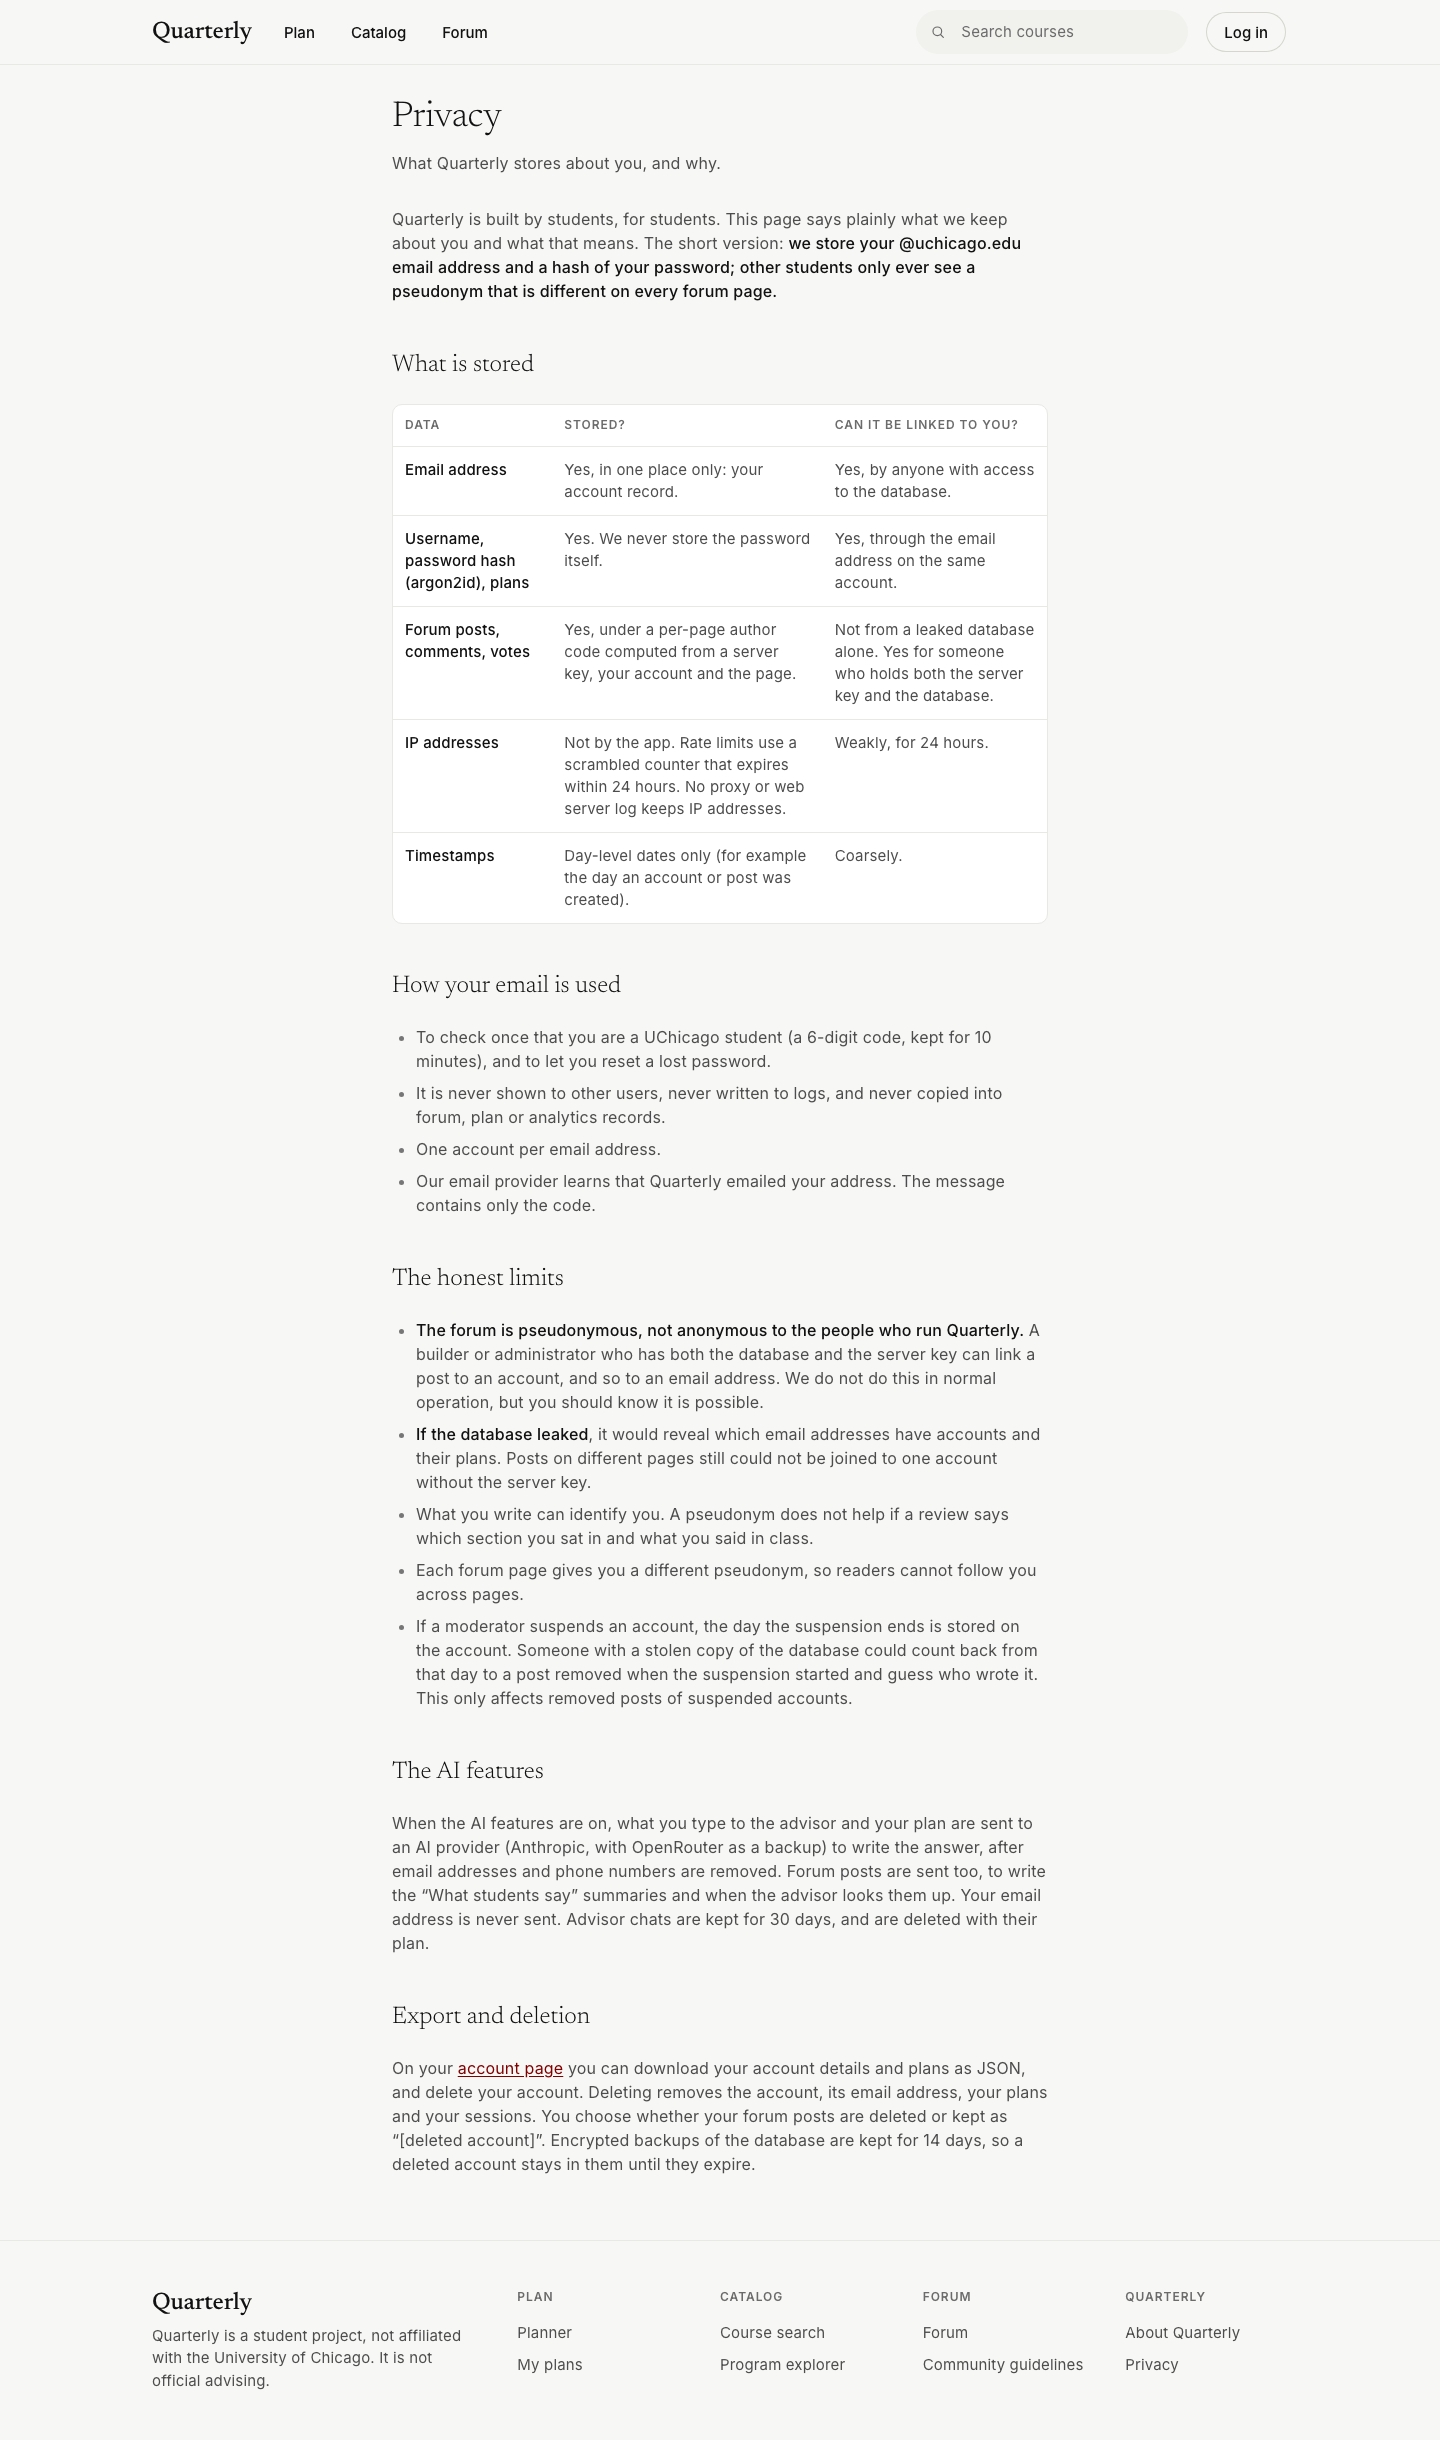 Quarterly
Plan
Catalog
Forum
Search courses
Log in
Privacy
What Quarterly stores about you, and why.
Quarterly is built by students, for students. This page says plainly what we keep
about you and what that means. The short version: we store your @uchicago.edu
email address and a hash of your password; other students only ever see a
pseudonym that is different on every forum page.
What is stored
DATA
STORED?
CAN IT BE LINKED TO YOU?
Email address
Yes, in one place only: your
account record.
Yes, by anyone with access
to the database.
Username,
password hash
(argon2id), plans
Yes. We never store the password
itself.
Yes, through the email
address on the same
account.
Forum posts,
comments, votes
Yes, under a per-page author
code computed from a server
key, your account and the page.
Not from a leaked database
alone. Yes for someone
who holds both the server
key and the database.
IP addresses
Not by the app. Rate limits use a
scrambled counter that expires
within 24 hours. No proxy or web
server log keeps IP addresses.
Weakly, for 24 hours.
Timestamps
Day-level dates only (for example
the day an account or post was
created).
Coarsely.
How your email is used
• To check once that you are a UChicago student (a 6-digit code, kept for 10
minutes), and to let you reset a lost password.
• It is never shown to other users, never written to logs, and never copied into
forum, plan or analytics records.
• One account per email address.
• Our email provider learns that Quarterly emailed your address. The message
contains only the code.
The honest limits
• The forum is pseudonymous, not anonymous to the people who run Quarterly. A
builder or administrator who has both the database and the server key can link a
post to an account, and so to an email address. We do not do this in normal
operation, but you should know it is possible.
• If the database leaked, it would reveal which email addresses have accounts and
their plans. Posts on different pages still could not be joined to one account
without the server key.
• What you write can identify you. A pseudonym does not help if a review says
which section you sat in and what you said in class.
• Each forum page gives you a different pseudonym, so readers cannot follow you
across pages.
• If a moderator suspends an account, the day the suspension ends is stored on
the account. Someone with a stolen copy of the database could count back from
that day to a post removed when the suspension started and guess who wrote it.
This only affects removed posts of suspended accounts.
The AI features
When the AI features are on, what you type to the advisor and your plan are sent to
an AI provider (Anthropic, with OpenRouter as a backup) to write the answer, after
email addresses and phone numbers are removed. Forum posts are sent too, to write
the “What students say” summaries and when the advisor looks them up. Your email
address is never sent. Advisor chats are kept for 30 days, and are deleted with their
plan.
Export and deletion
On your account page you can download your account details and plans as JSON,
and delete your account. Deleting removes the account, its email address, your plans
and your sessions. You choose whether your forum posts are deleted or kept as
“[deleted account]”. Encrypted backups of the database are kept for 14 days, so a
deleted account stays in them until they expire.
Quarterly
Quarterly is a student project, not affiliated
with the University of Chicago. It is not
official advising.
PLAN
Planner
My plans
CATALOG
Course search
Program explorer
FORUM
Forum
Community guidelines
QUARTERLY
About Quarterly
Privacy